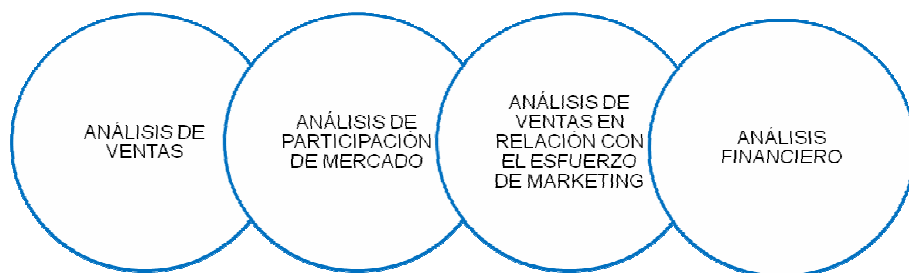 ANÁLISIS DE
VENTAS
ANÁLISIS DE
PARTICIPACIÓN
DE MERCADO
ANÁLISIS DE
VENTAS EN
RELACIÓN CON
EL ESFUERZO
DE MARKETING
ANÁLISIS
FINANCIERO